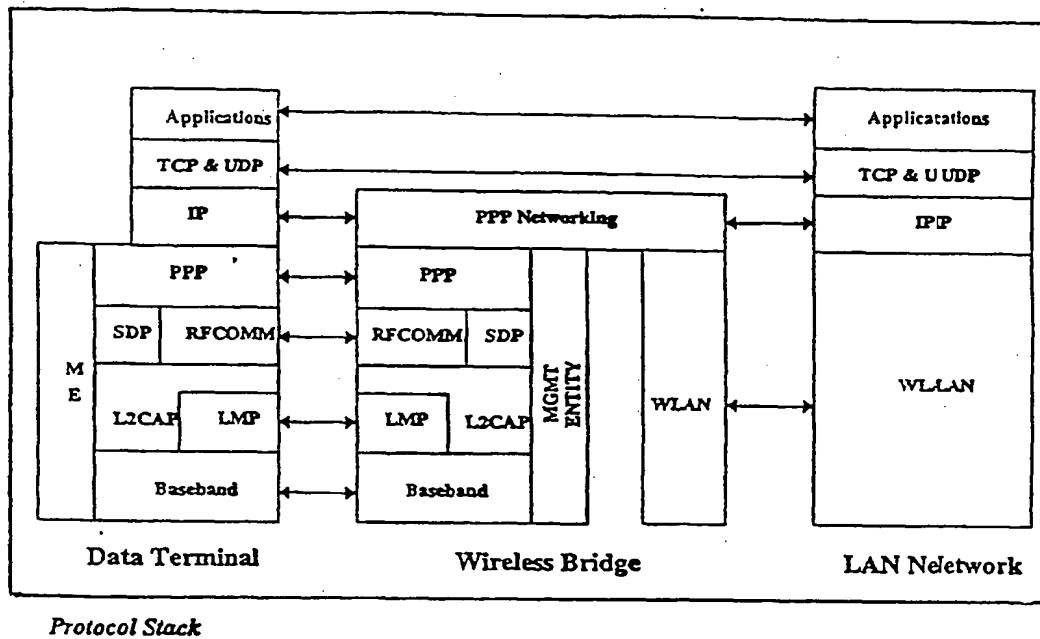 Applications
TCP & UDP
IP
PPP
SDP
RFCOMM
M
E
L2CAP
LMP
Baseband
Data Terminal
PPP Networking
PPP
RFCOMM
SDP
LMP
L2CAP
Baseband
MGMT
ENTITY
WLAN
Wireless Bridge
Applicatations
TCP & U UDP
IPIP
WL/LAN
LAN NeJetwork
Protocol Stack